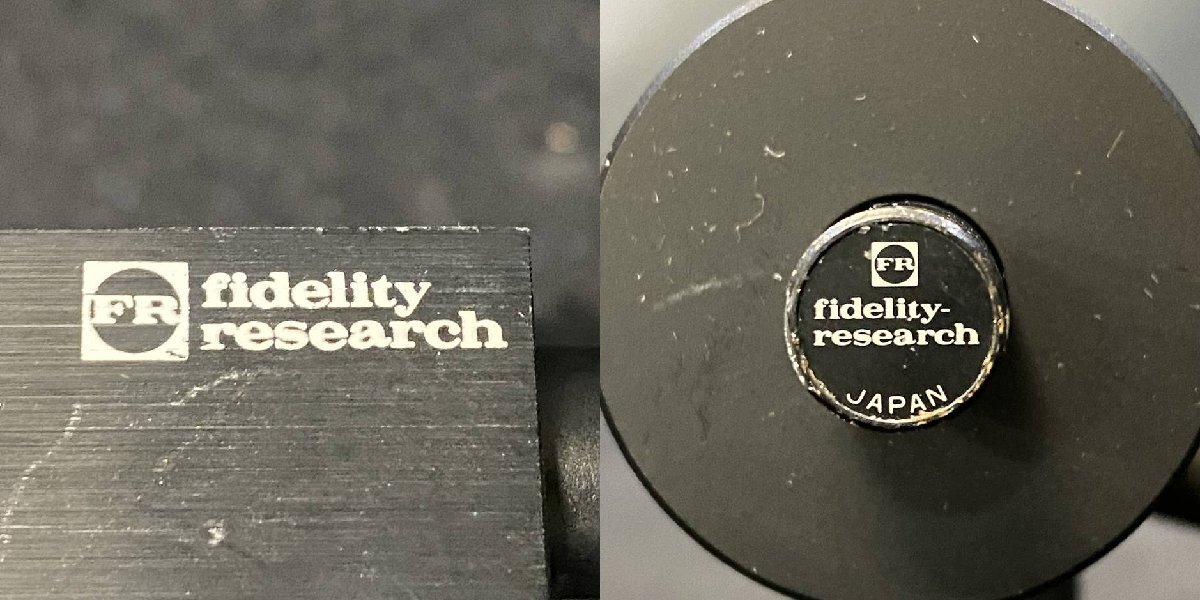 FR fidelity
research
FR
fidelity-
research
JAPAN